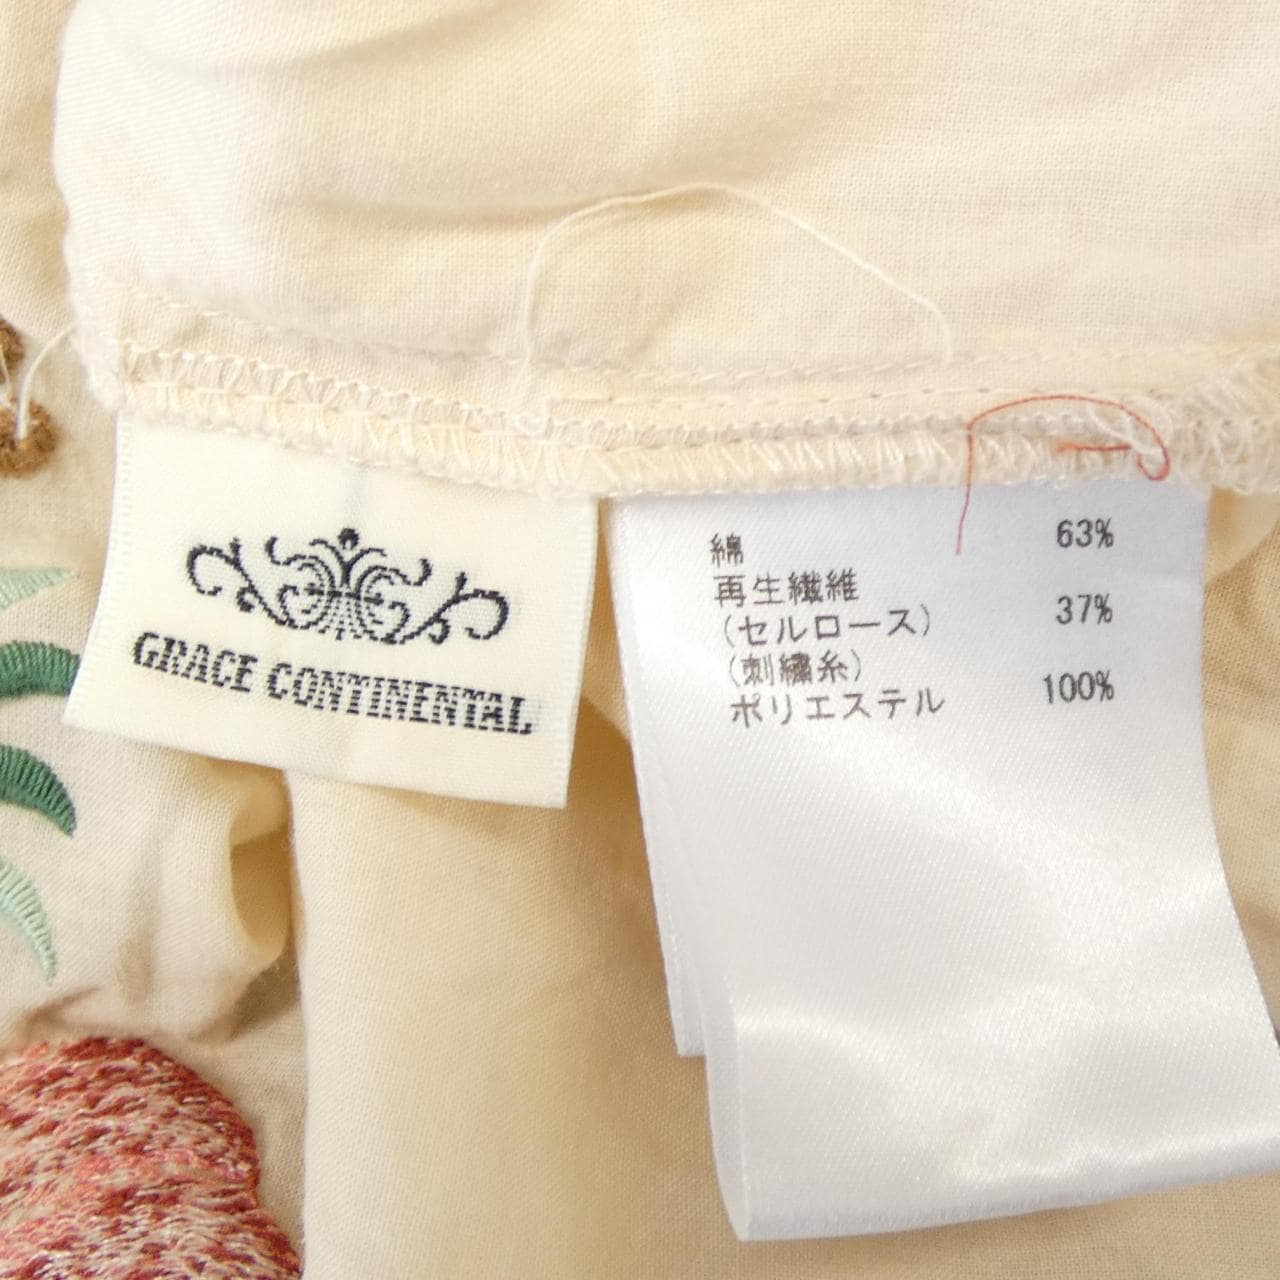 GRACE CONTINENTAL
綿 63%
再生繊維
(セルロース) 37%
(刺繍糸)
ポリエステル 100%